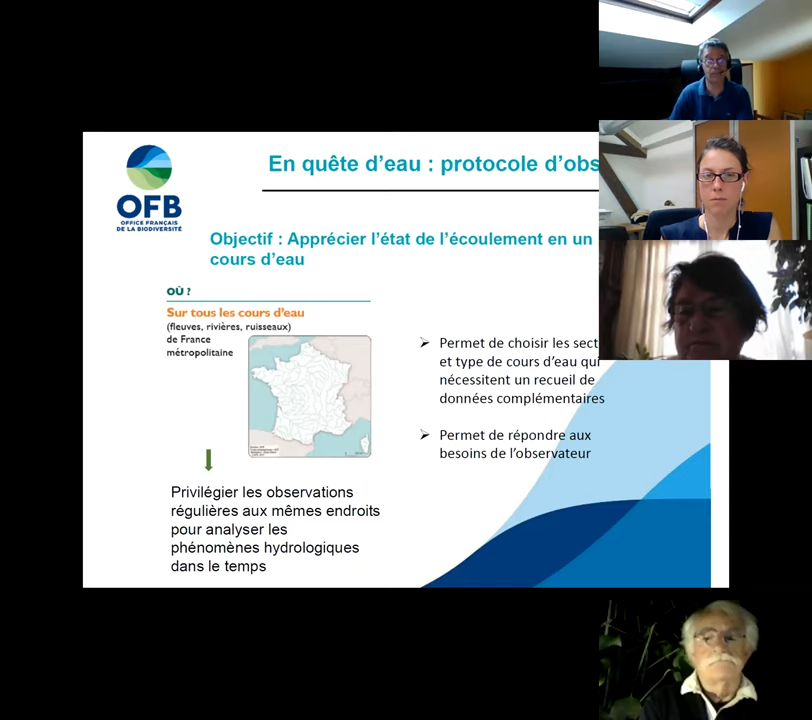 OFB
OFFICE FRANÇAIS
DE LA BIODIVERSITÉ
En quête d'eau : protocole d'obs
Objectif : Apprécier l'état de l'écoulement en un
cours d'eau
OÙ ?
Sur tous les cours d'eau
(fleuves, rivières, ruisseaux)
de France
métropolitaine
Privilégier les observations
régulières aux mêmes endroits
pour analyser les
phénomènes hydrologiques
dans le temps
➢ Permet de choisir les sect
et type de cours d'eau qui
nécessitent un recueil de
données complémentaires
➢ Permet de répondre aux
besoins de l'observateur